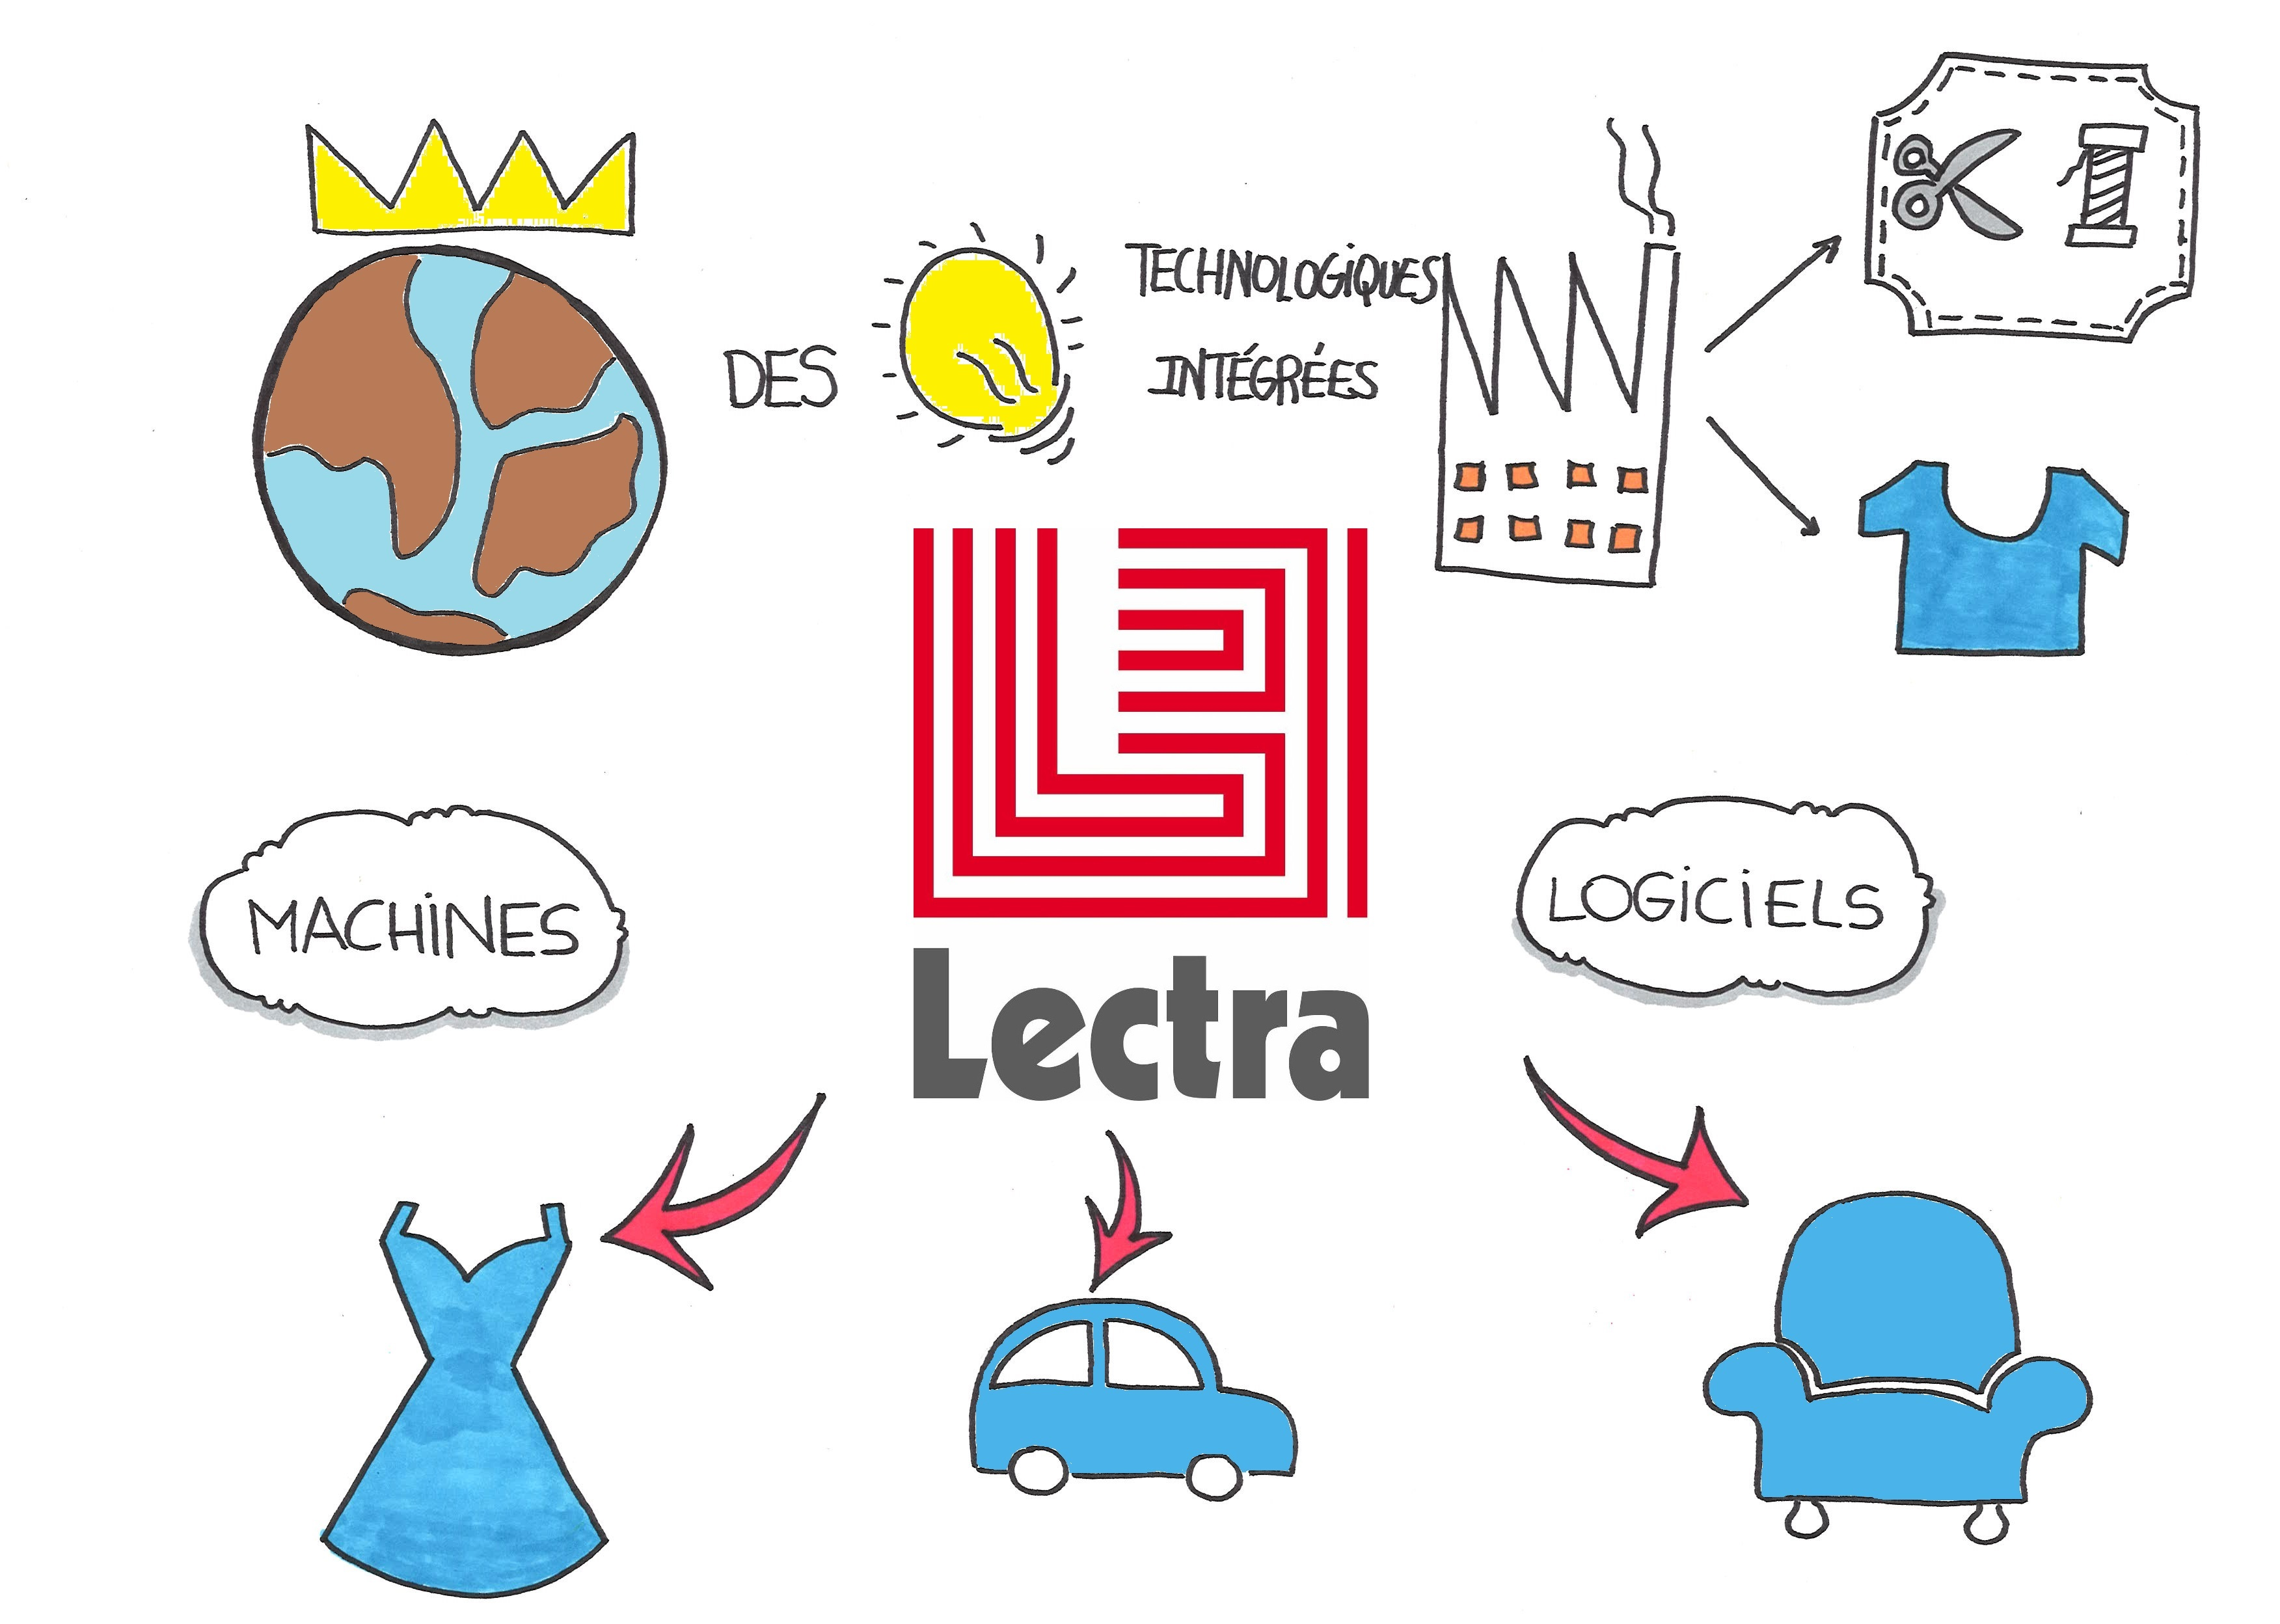 DES
TECHNOLOGIQUES
INTÉGRÉES
MACHINES
Lectra
LOGICIELS